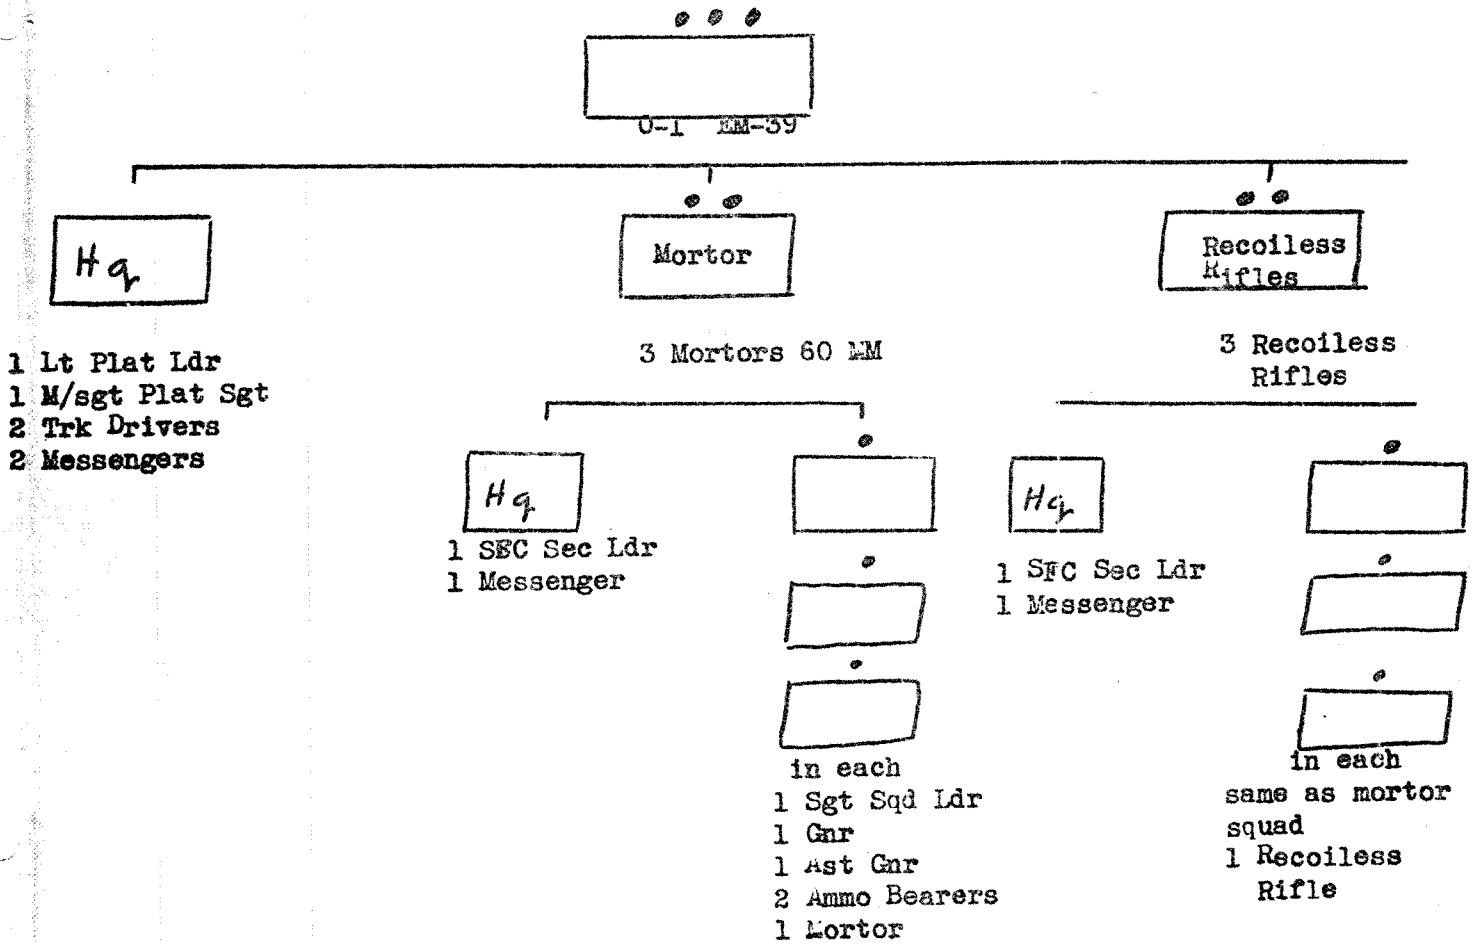 O-1 EM-39
Hq
Mortor
Recoiless
Rifles
1 Lt Plat Ldr
1 M/sgt Plat Sgt
2 Trk Drivers
2 Messengers
3 Mortors 60 MM
3 Recoiless
Rifles
Hq
1 SFC Sec Ldr
1 Messenger
Hq
1 SFC Sec Ldr
1 Messenger
in each
1 Sgt Sqd Ldr
1 Gnr
1 Ast Gnr
2 Ammo Bearers
1 Mortor
in each
same as mortor
squad
1 Recoiless
Rifle